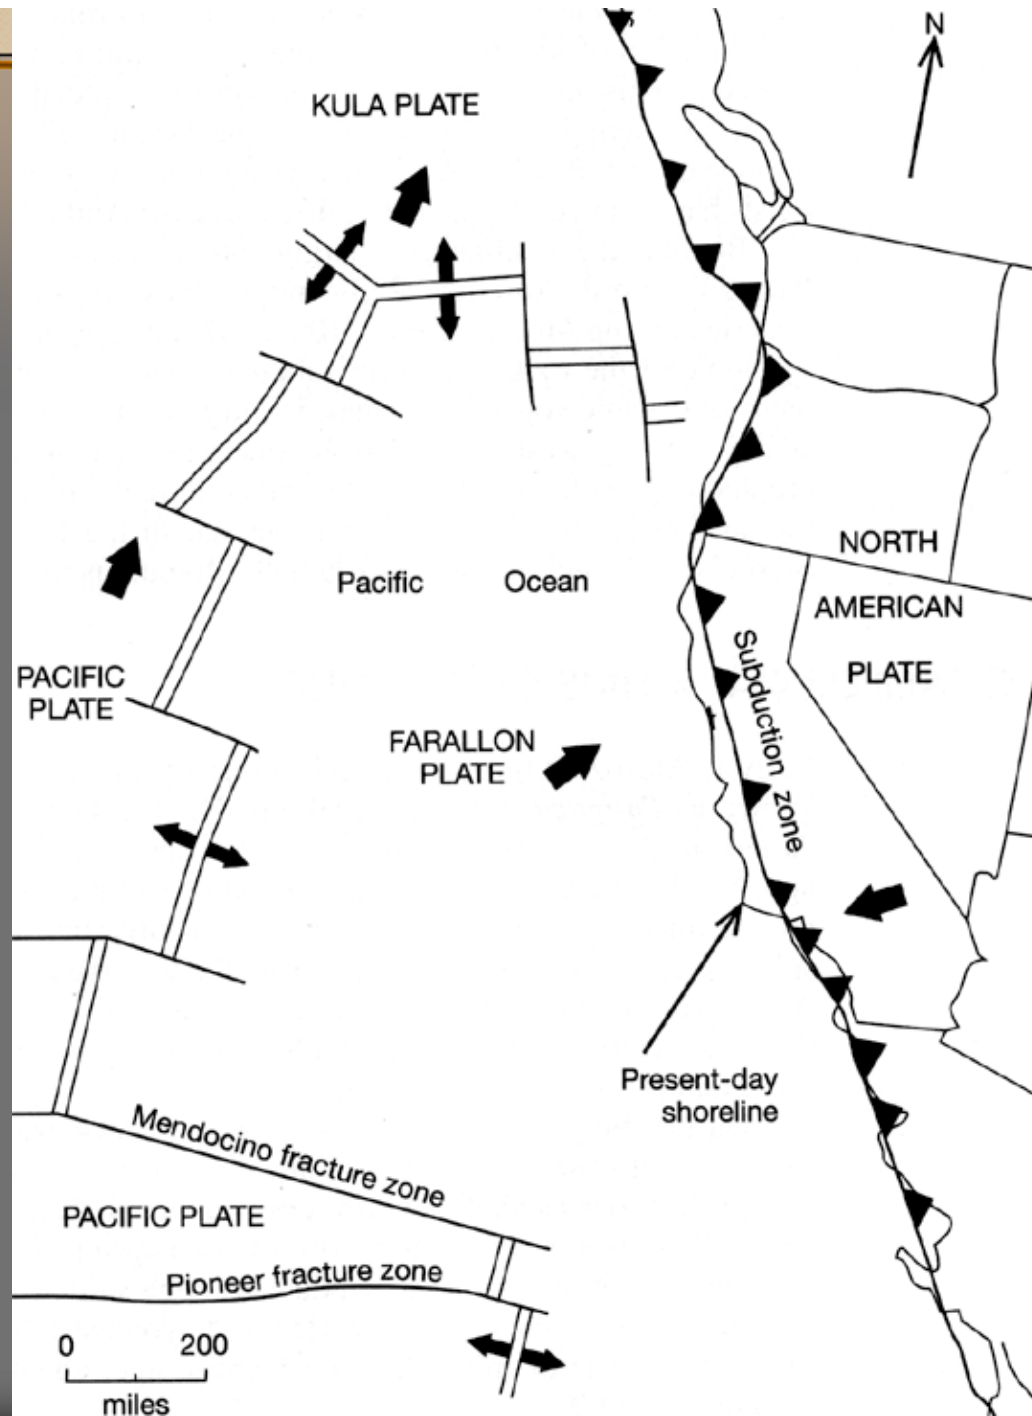 N
KULA PLATE
NORTH
AMERICAN
PLATE
Pacific Ocean
Subduction zone
PACIFIC
PLATE
FARALLON
PLATE
Present-day
shoreline
Mendocino fracture zone
PACIFIC PLATE
Pioneer fracture zone
0 200
miles